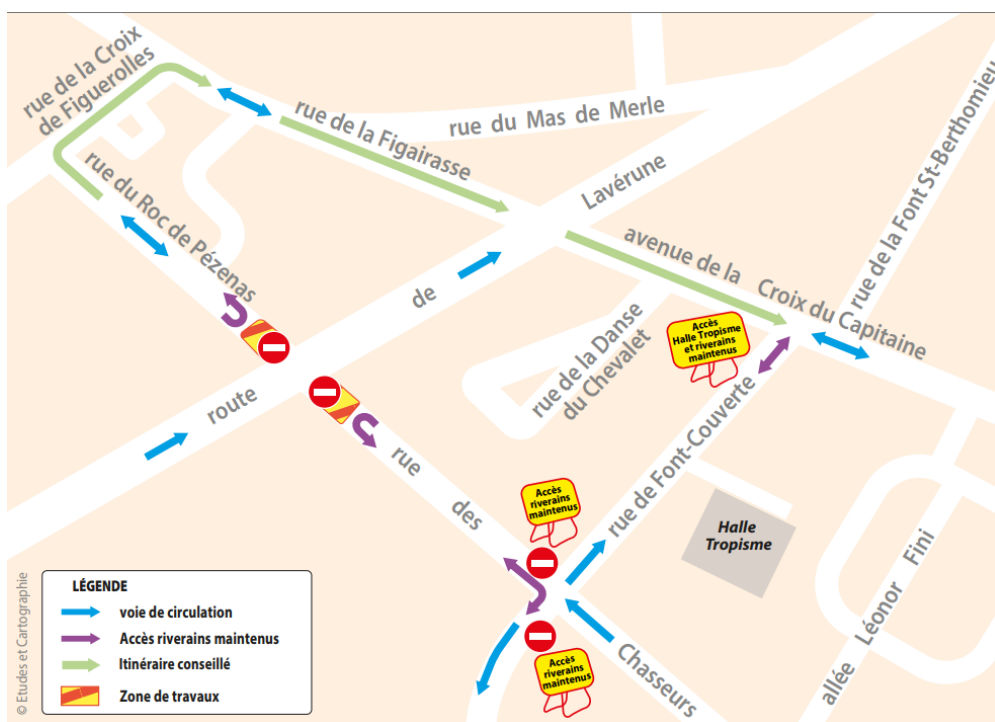 rue de la Croix
de Figuerolles
rue de la Figairasse
rue du Mas de Merle
rue de la Font St-Berthomieu
rue du Roc de Pézenas
route de Lavérune
avenue de la Croix du Capitaine
rue de la Danse
du Chevalet
Accès
Halle Tropisme
et riverains
maintenus
rue de Font-Couverte
rue des Chasseurs
Accès
riverains
maintenus
Halle
Tropisme
allée Léonor Fini
Accès
riverains
maintenus
LÉGENDE
voie de circulation
Accès riverains maintenus
Itinéraire conseillé
Zone de travaux
© Etudes et Cartographie